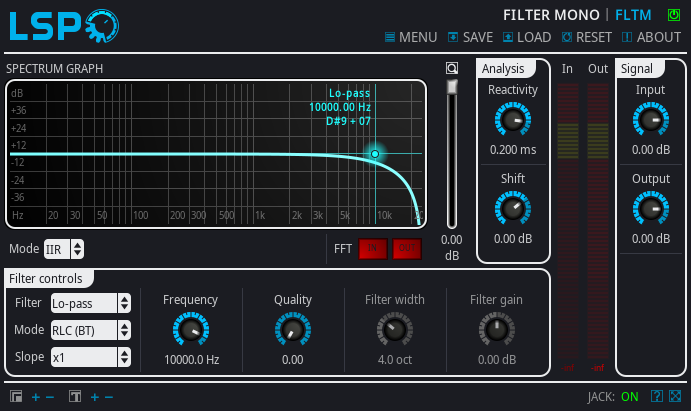 LSP
FILTER MONO | FLTM
MENU SAVE LOAD RESET ABOUT
SPECTRUM GRAPH
dB
+36
+24
+12
-12
-24
-36
Lo-pass
10000.00 Hz
D#9 + 07
Hz 20 30 50 100 200 300 500 1k 2k 3k 5k 10k
0.00
dB
Mode IIR
FFT IN OUT
Analysis
Reactivity
0.200 ms
Shift
0.00 dB
In Out
-inf -inf
Signal
Input
0.00 dB
Output
0.00 dB
Filter controls
Filter Lo-pass
Mode RLC (BT)
Slope x1
Frequency
10000.0 Hz
Quality
0.00
Filter width
4.0 oct
Filter gain
0.00 dB
+ − + −
JACK: ON
?